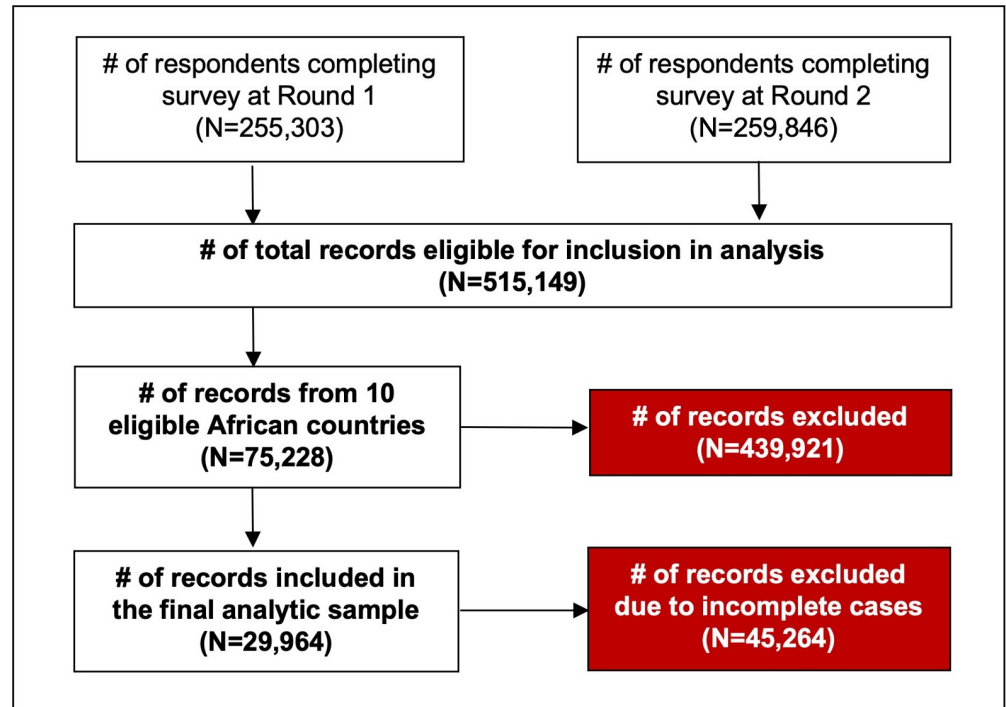 # of respondents completing
survey at Round 1
(N=255,303)
# of respondents completing
survey at Round 2
(N=259,846)
# of total records eligible for inclusion in analysis
(N=515,149)
# of records from 10
eligible African countries
(N=75,228)
# of records excluded
(N=439,921)
# of records included in
the final analytic sample
(N=29,964)
# of records excluded
due to incomplete cases
(N=45,264)